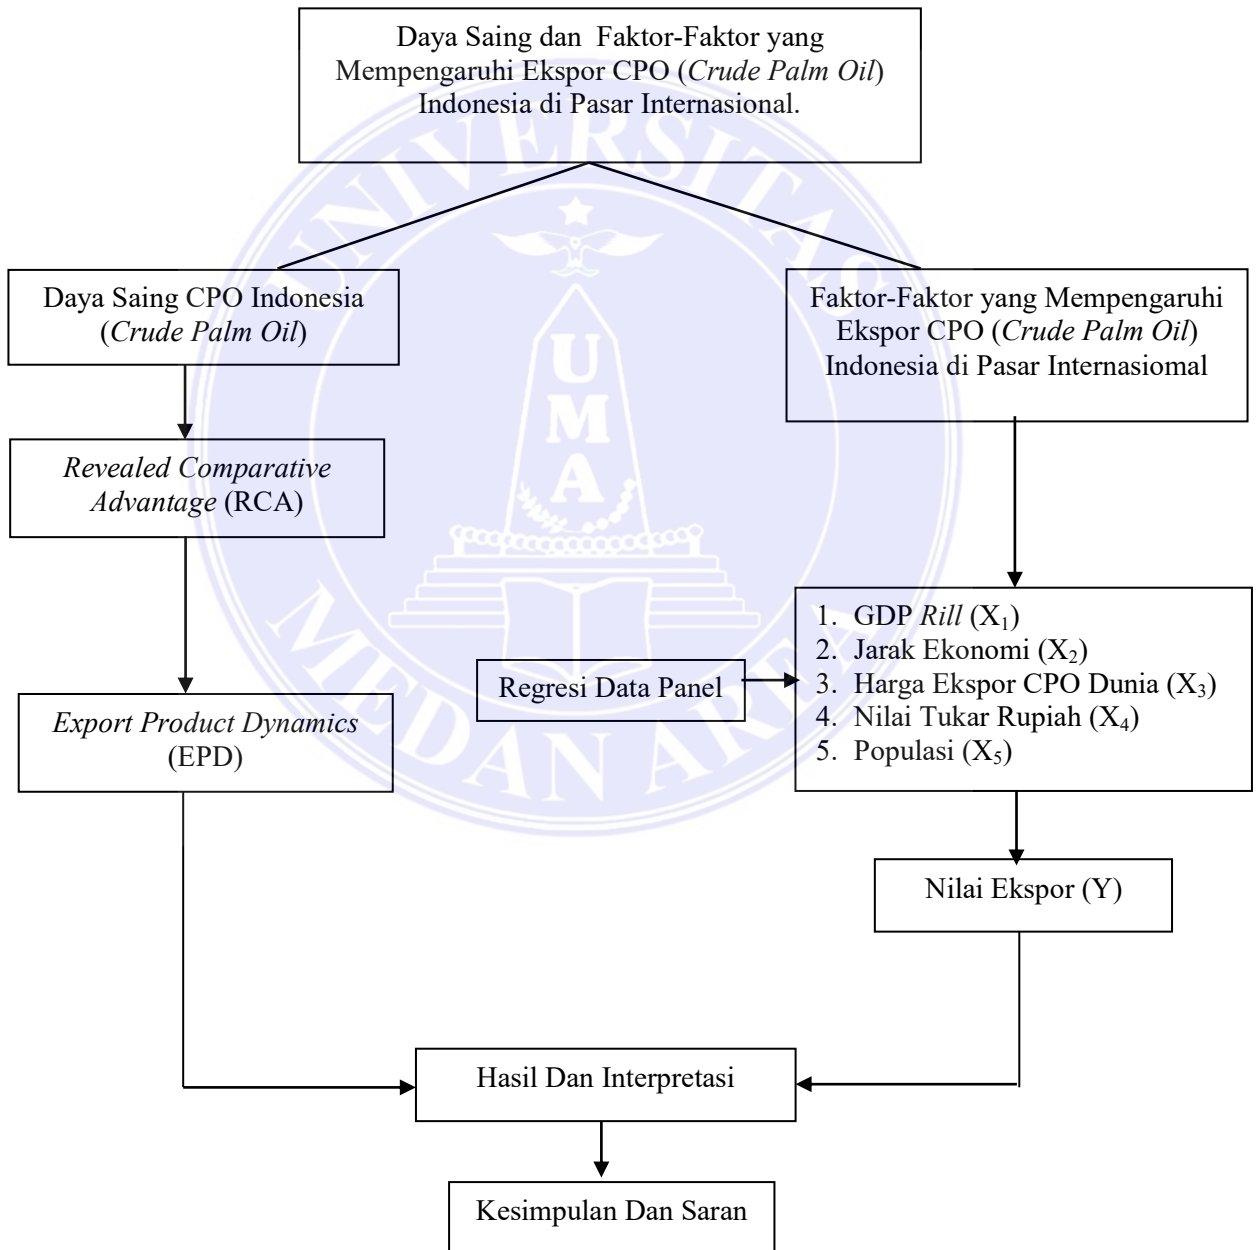 Daya Saing dan Faktor-Faktor yang
Mempengaruhi Ekspor CPO (Crude Palm Oil)
Indonesia di Pasar Internasional.
Daya Saing CPO Indonesia
(Crude Palm Oil)
Faktor-Faktor yang Mempengaruhi
Ekspor CPO (Crude Palm Oil)
Indonesia di Pasar Internasiomal
Revealed Comparative
Advantage (RCA)
Export Product Dynamics
(EPD)
Regresi Data Panel
1. GDP Rill (X₁)
2. Jarak Ekonomi (X₂)
3. Harga Ekspor CPO Dunia (X₃)
4. Nilai Tukar Rupiah (X₄)
5. Populasi (X₅)
Nilai Ekspor (Y)
Hasil Dan Interpretasi
Kesimpulan Dan Saran
UNIVERSITAS
MEDAN AREA
UMA